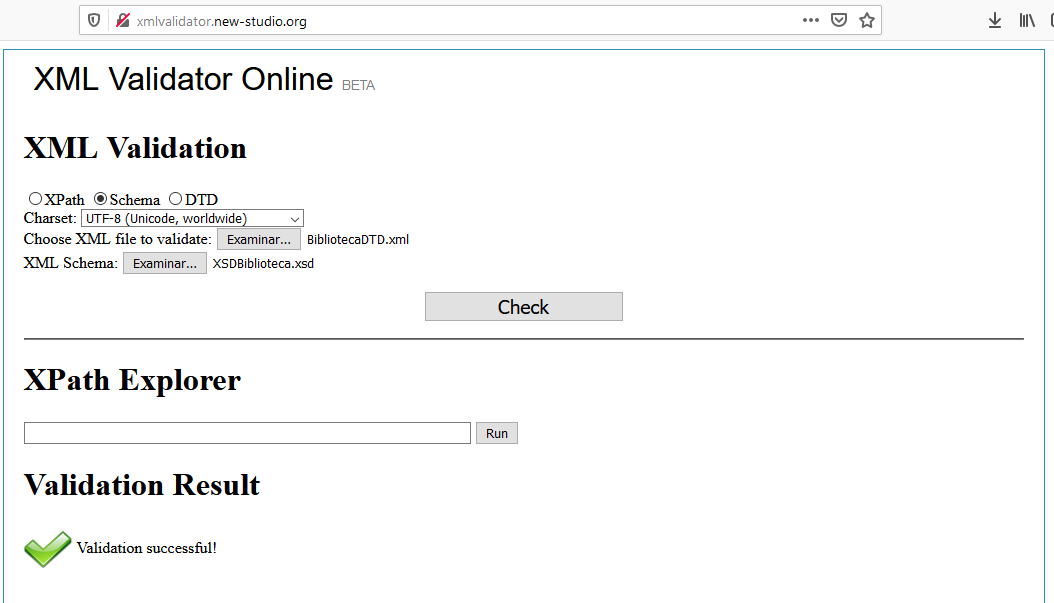 xmlvalidator.new-studio.org
XML Validator Online BETA
XML Validation
XPath Schema DTD
Charset: UTF-8 (Unicode, worldwide)
Choose XML file to validate: Examinar... BibliotecaDTD.xml
XML Schema: Examinar... XSDBiblioteca.xsd
Check
XPath Explorer
Run
Validation Result
Validation successful!